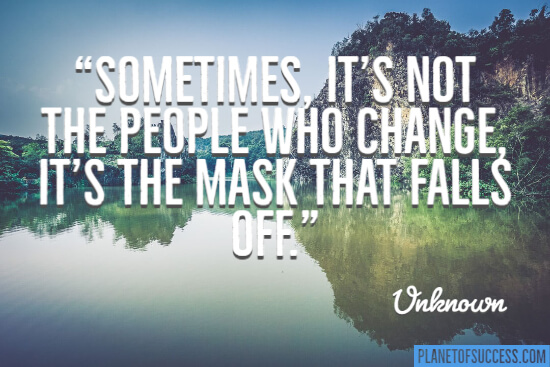 “SOMETIMES, IT’S NOT
THE PEOPLE WHO CHANGE,
IT’S THE MASK THAT FALLS
OFF.”
Unknown
PLANETOFSUCCESS.COM